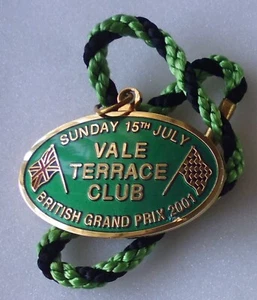 SUNDAY 15TH JULY
VALE
TERRACE
CLUB
BRITISH GRAND PRIX 2001